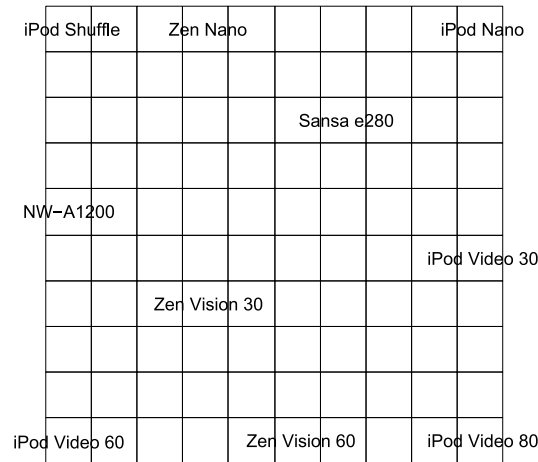 iPod Shuffle Zen Nano iPod Nano
Sansa e280
NW−A1200
iPod Video 30
Zen Vision 30
iPod Video 60 Zen Vision 60 iPod Video 80